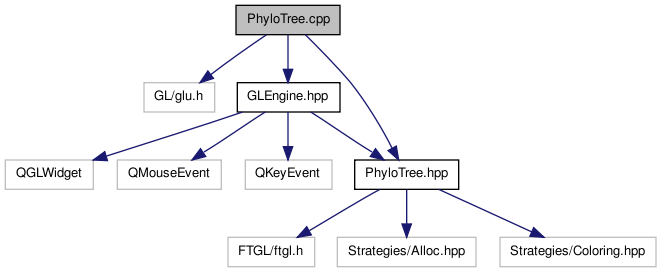 PhyloTree.cpp
GL/glu.h
GLEngine.hpp
QGLWidget
QMouseEvent
QKeyEvent
PhyloTree.hpp
FTGL/ftgl.h
Strategies/Alloc.hpp
Strategies/Coloring.hpp